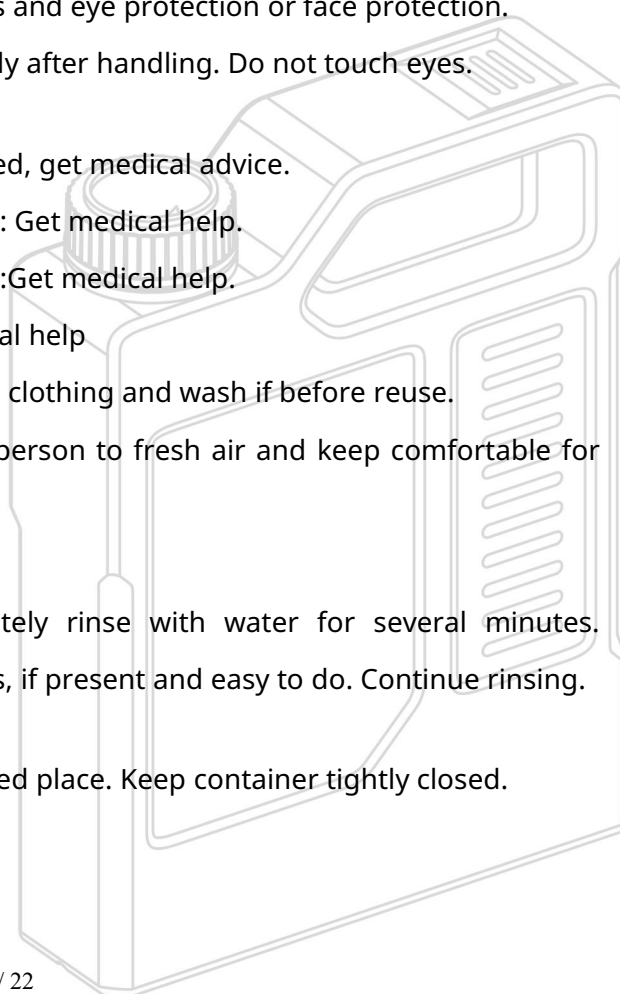 s and eye protection or face protection.
ly after handling. Do not touch eyes.
ed, get medical advice.
: Get medical help.
:Get medical help.
al help
clothing and wash if before reuse.
person to fresh air and keep comfortable for
tely rinse with water for several minutes.
s, if present and easy to do. Continue rinsing.
ed place. Keep container tightly closed.
/ 22